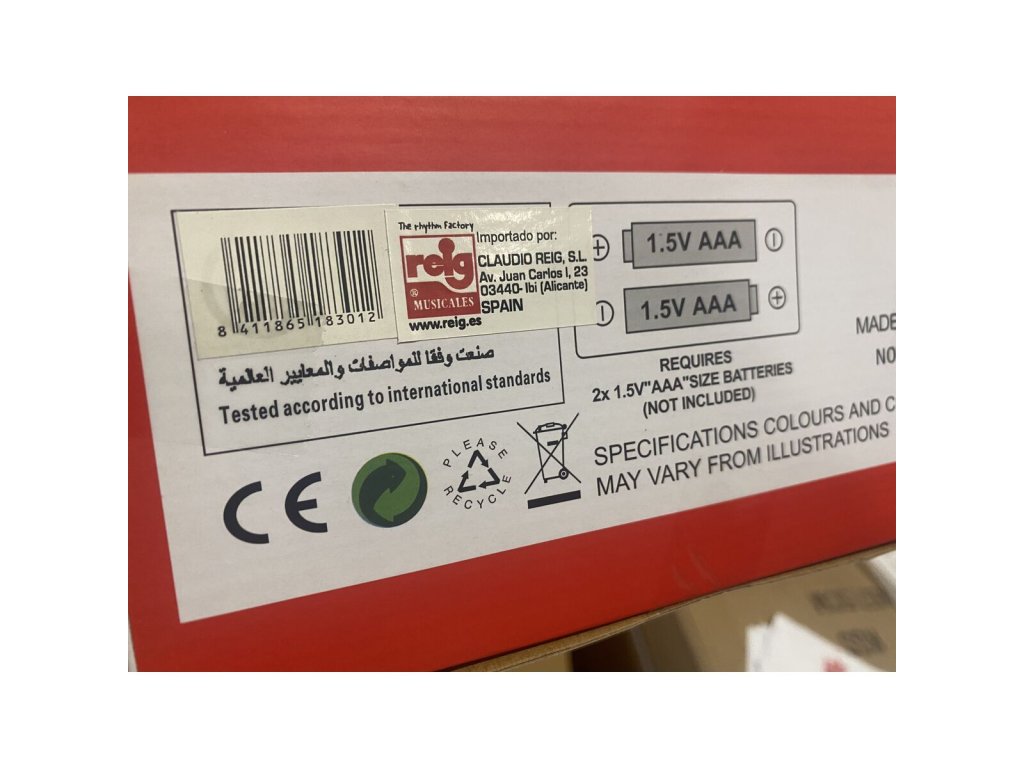 8 411865 183012
The rhythm factory
reig
® MUSICALES
www.reig.es
Importado por:
CLAUDIO REIG, S.L.
Av. Juan Carlos I, 23
03440- Ibi (Alicante)
SPAIN
صنعت وفقا للمواصفات والمعايير العالمية
Tested according to international standards
+ 1.5V AAA -
- 1.5V AAA +
REQUIRES
2x 1.5V"AAA"SIZE BATTERIES
(NOT INCLUDED)
MADE
NO
SPECIFICATIONS COLOURS AND C
MAY VARY FROM ILLUSTRATIONS
CE
PLEASE
RECYCLE